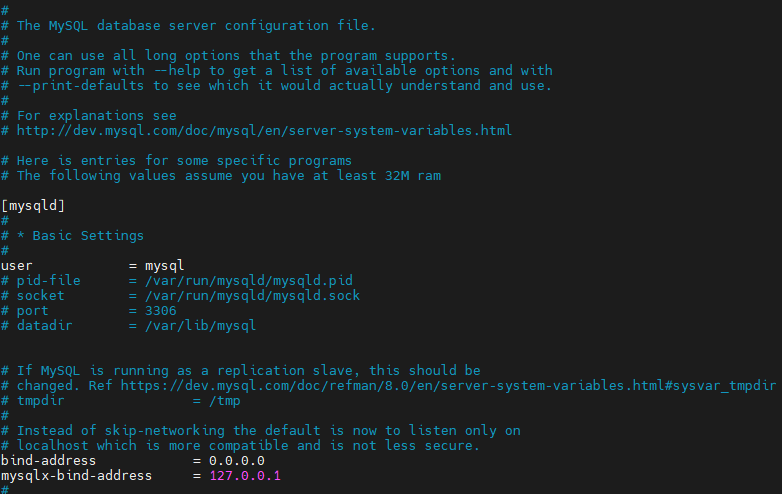 #
# The MySQL database server configuration file.
#
# One can use all long options that the program supports.
# Run program with --help to get a list of available options and with
# --print-defaults to see which it would actually understand and use.
#
# For explanations see
# http://dev.mysql.com/doc/mysql/en/server-system-variables.html

# Here is entries for some specific programs
# The following values assume you have at least 32M ram

[mysqld]
#
# * Basic Settings
#
user            = mysql
# pid-file      = /var/run/mysqld/mysqld.pid
# socket        = /var/run/mysqld/mysqld.sock
# port          = 3306
# datadir       = /var/lib/mysql


# If MySQL is running as a replication slave, this should be
# changed. Ref https://dev.mysql.com/doc/refman/8.0/en/server-system-variables.html#sysvar_tmpdir
# tmpdir                = /tmp
#
# Instead of skip-networking the default is now to listen only on
# localhost which is more compatible and is not less secure.
bind-address            = 0.0.0.0
mysqlx-bind-address     = 127.0.0.1
#